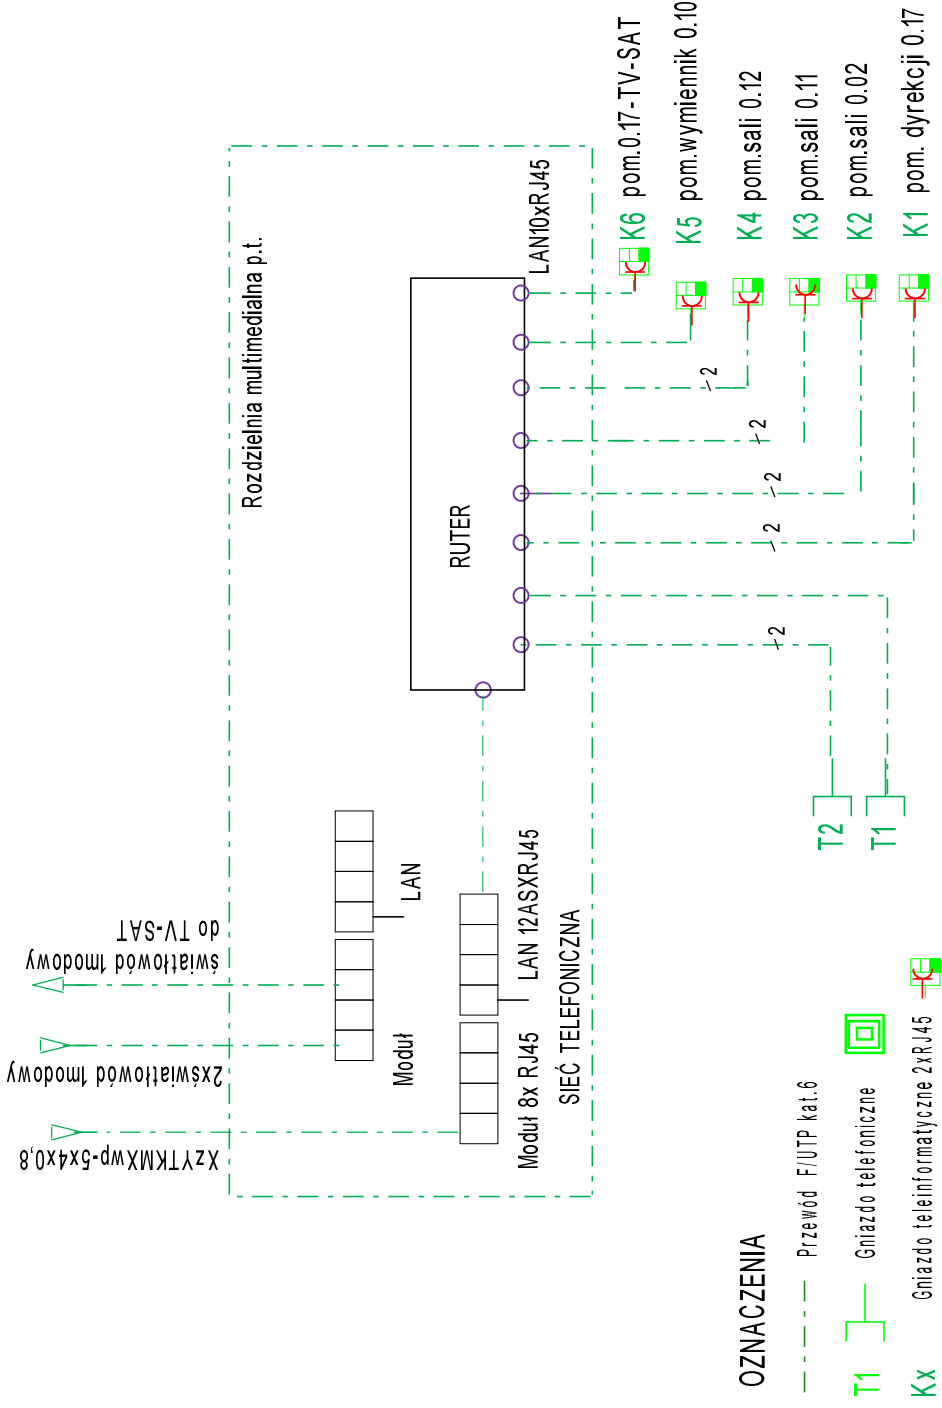 XzYTKMXwp-5x4x0,8
2xświatłowód 1modowy
światłowód 1modowy
do TV-SAT
Rozdzielnia multimedialna p.t.
Moduł
LAN
Moduł 8x RJ45
LAN 12ASXRJ45
SIEĆ TELEFONICZNA
RUTER
LAN10xRJ45
2
2
2
2
2
K6 pom.0.17-TV-SAT
K5 pom.wymiennik 0.10
K4 pom.sali 0.12
K3 pom.sali 0.11
K2 pom.sali 0.02
K1 pom. dyrekcji 0.17
T2
T1
OZNACZENIA
Przewód F/UTP kat.6
T1 Gniazdo telefoniczne
Kx Gniazdo teleinformatyczne 2xRJ45